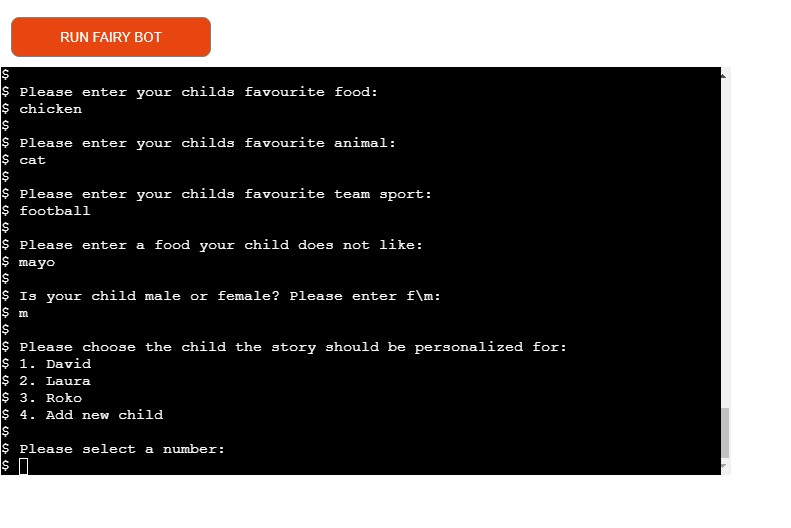 RUN FAIRY BOT
$
$ Please enter your childs favourite food:
$ chicken
$
$ Please enter your childs favourite animal:
$ cat
$
$ Please enter your childs favourite team sport:
$ football
$
$ Please enter a food your child does not like:
$ mayo
$
$ Is your child male or female? Please enter f\m:
$ m
$
$ Please choose the child the story should be personalized for:
$ 1. David
$ 2. Laura
$ 3. Roko
$ 4. Add new child
$
$ Please select a number:
$